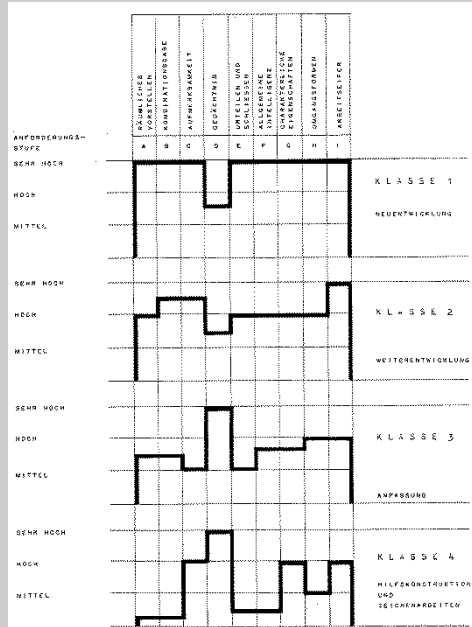 RÄUMLICHES
VORSTELLEN
KOMBINATIONSGABE
AUFMERKSAMKEIT
GEDÄCHTNIS
URTEILEN UND
SCHLIESSEN
ALLGEMEINE
INTELLIGENZ
CHARAKTERLICHE
EIGENSCHAFTEN
UMGANGSFORMEN
ARBEITSEIFER
ANFORDERUNGS-
STUFE
A B C D E F G H I
SEHR HOCH
KLASSE 1
HOCH
NEUENTWICKLUNG
MITTEL
SEHR HOCH
HOCH
KLASSE 2
MITTEL
WEITERENTWICKLUNG
SEHR HOCH
HOCH
KLASSE 3
MITTEL
ANPASSUNG
SEHR HOCH
KLASSE 4
HOCH
HILFSKONSTRUKTION
MITTEL
UND
ZEICHENARBEITEN